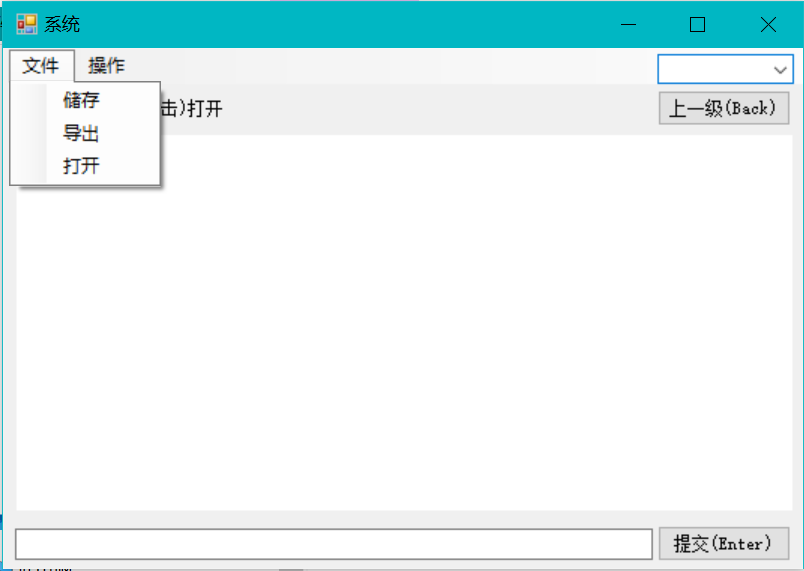 系统
文件 操作
储存
击)打开
上一级(Back)
导出
打开
提交(Enter)